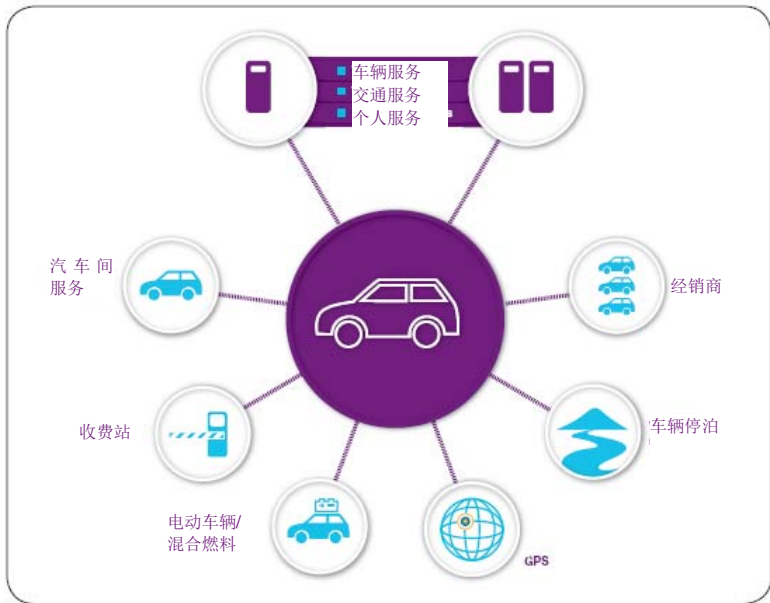 车辆服务
交通服务
个人服务
汽车间
服务
经销商
收费站
车辆停泊
电动车辆/
混合燃料
GPS